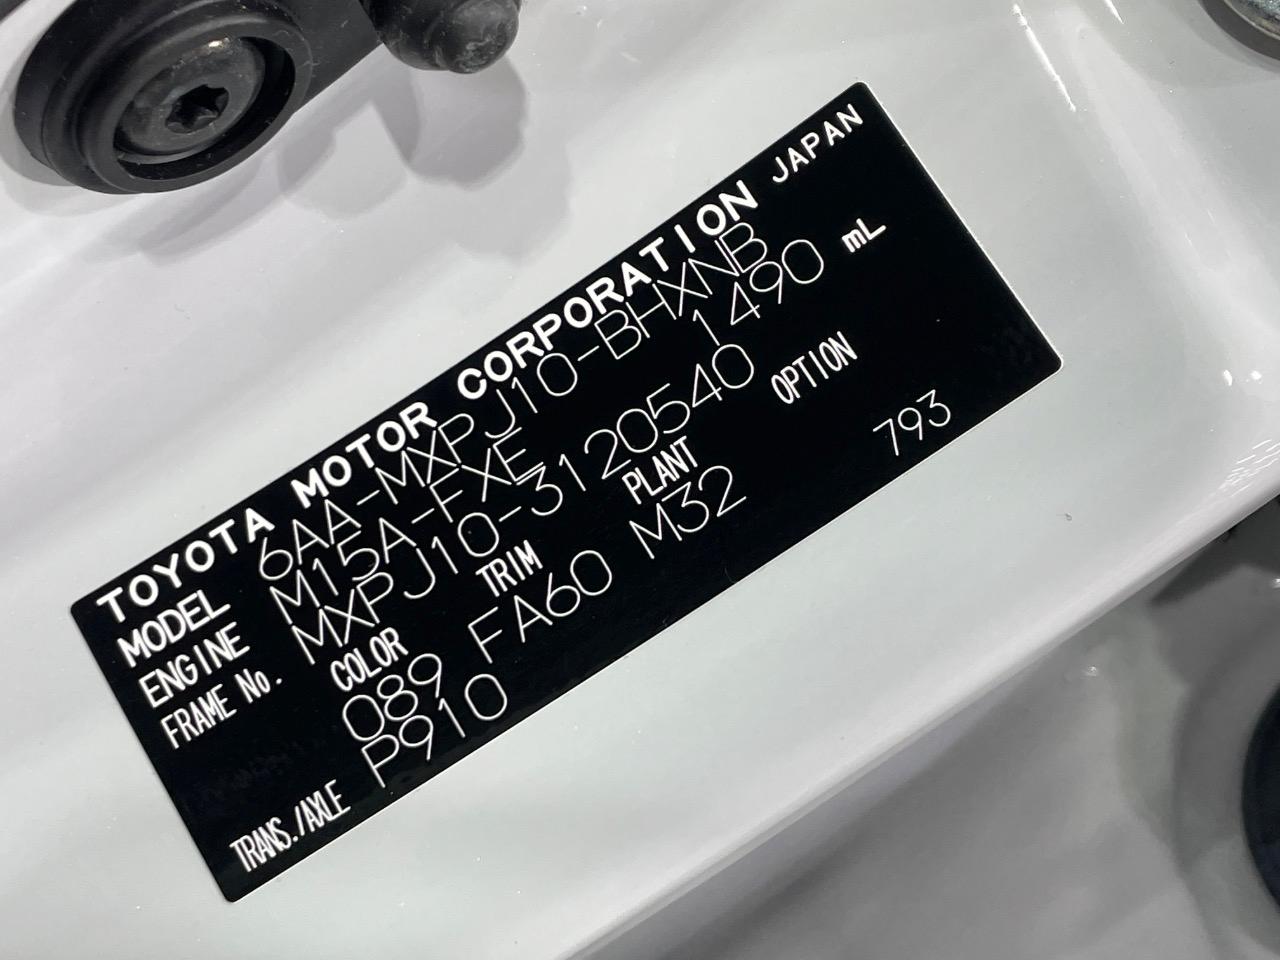 TOYOTA MOTOR CORPORATION JAPAN
MODEL 6AA-MXPJ10-BHXNB
ENGINE M15A-FXE 1490 mL
FRAME No. MXPJ10-3120540
COLOR TRIM PLANT OPTION
089 FA60 M32 793
TRANS./AXLE P910